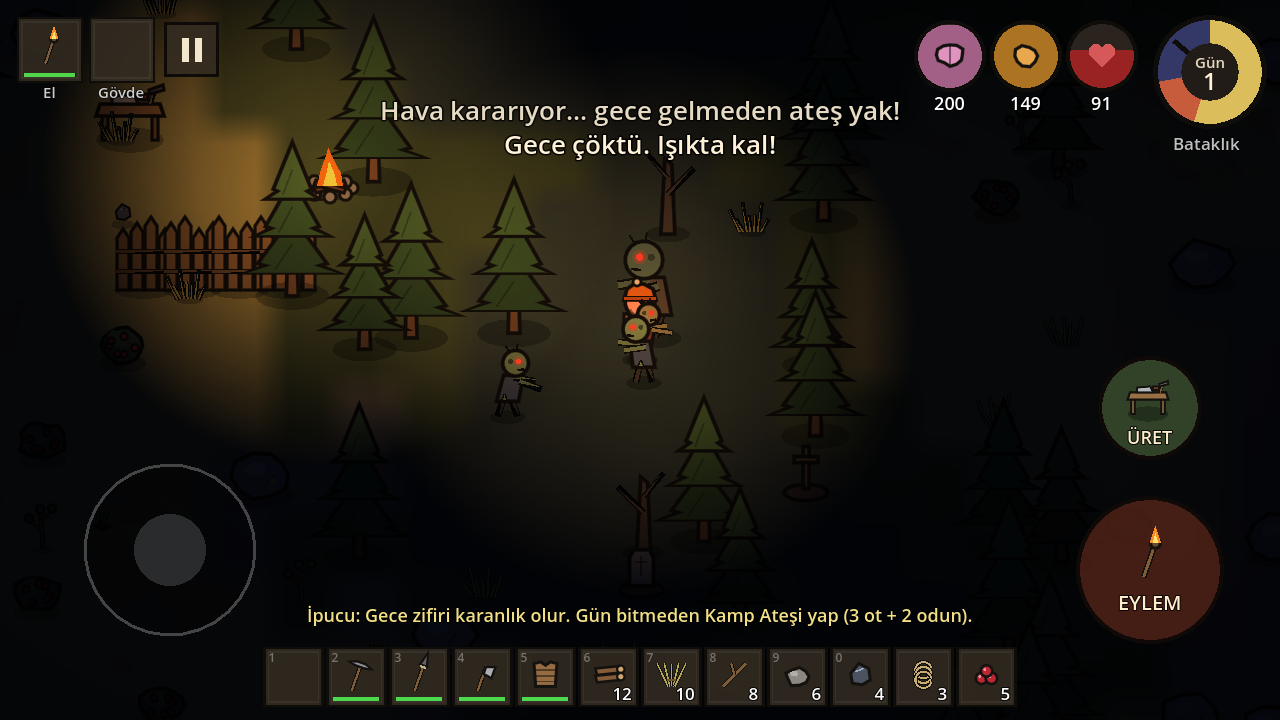 El
Gövde
200
149
91
Gün
1
Bataklık
Hava kararıyor... gece gelmeden ateş yak!
Gece çöktü. Işıkta kal!
ÜRET
EYLEM
İpucu: Gece zifiri karanlık olur. Gün bitmeden Kamp Ateşi yap (3 ot + 2 odun).
1
2
3
4
5
6
12
7
10
8
8
9
6
0
4
3
5